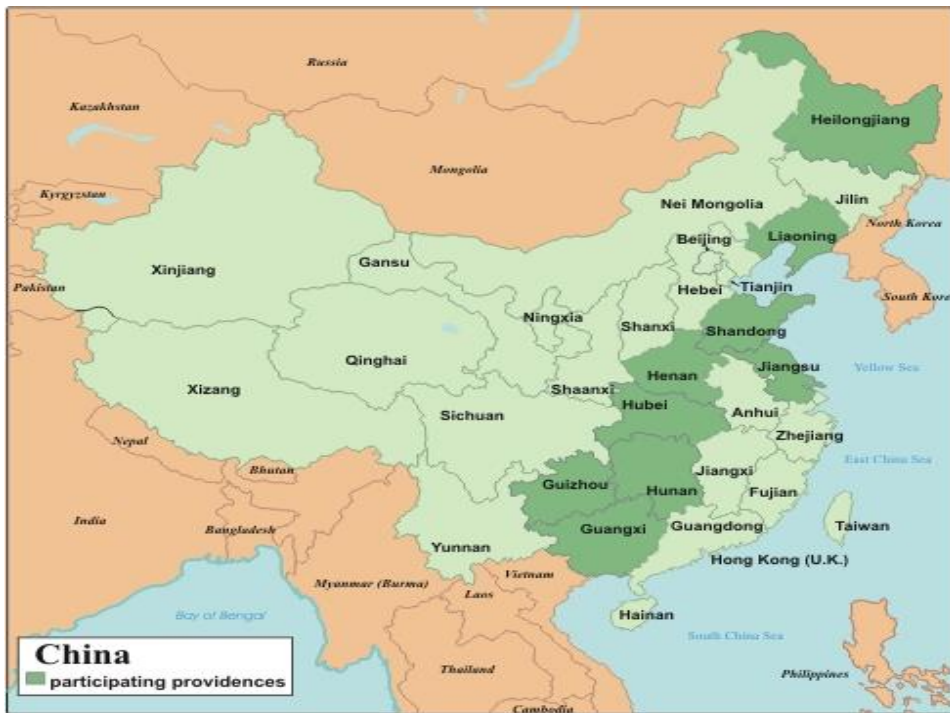 Russia
Kazakhstan
Heilongjiang
Mongolia
Kyrgyzstan
Jilin
Nei Mongolia
North Korea
Liaoning
Beijing
Gansu
Xinjiang
Pakistan
Hebei
Tianjin
South Kore
Ningxia
Shanxi
Shandong
Qinghai
Jiangsu
Yellow Sea
Henan
Xizang
Shaanxi
Hubei
Sichuan
Anhui
Zhejiang
Nepal
East China Sea
Bhutan
Jiangxi
Guizhou
Hunan
Fujian
India
Bangladesh
Guangxi
Guangdong
Taiwan
Yunnan
Hong Kong (U.K.)
Vietnam
Myanmar (Burma)
Laos
Bay of Bengal
Hainan
South China Sea
China
participating providences
Thailand
Philippines
Cambodia